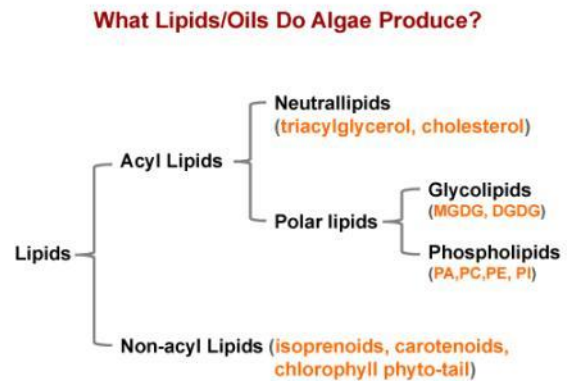 What Lipids/Oils Do Algae Produce?
Neutrallipids
(triacylglycerol, cholesterol)
Acyl Lipids
Glycolipids
(MGDG, DGDG)
Polar lipids
Phospholipids
(PA,PC,PE, PI)
Lipids
Non-acyl Lipids (isoprenoids, carotenoids,
chlorophyll phyto-tail)